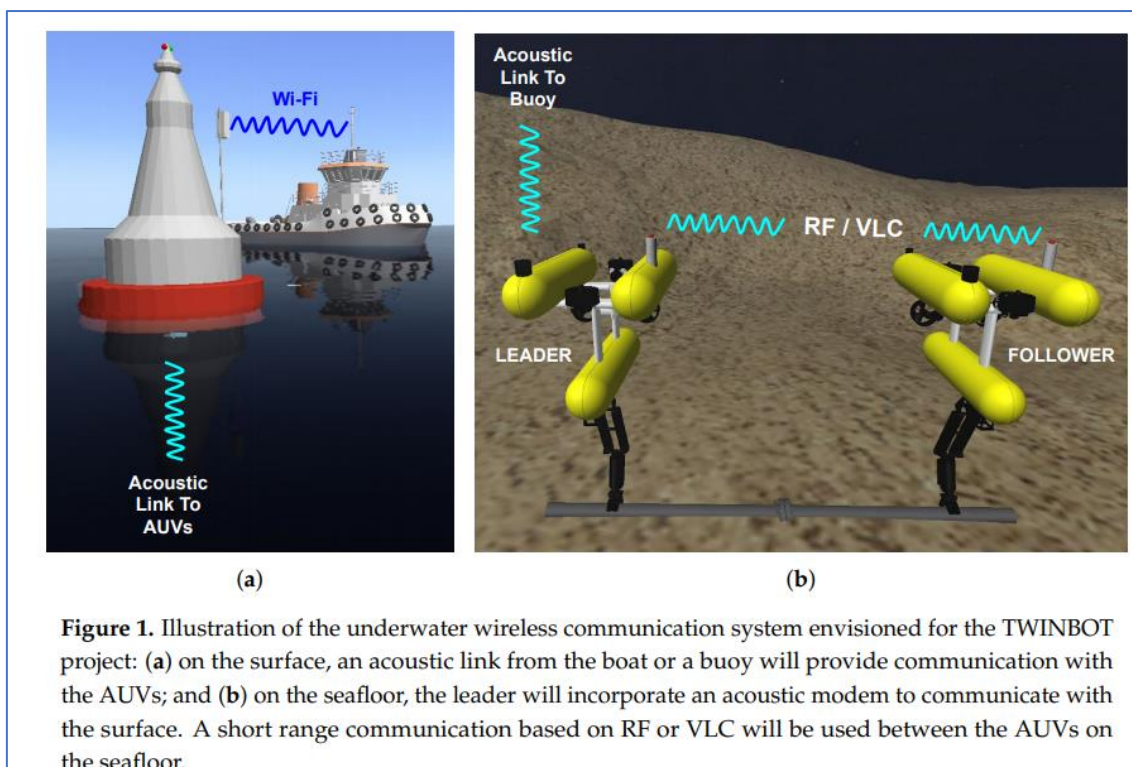 Wi-Fi
Acoustic
Link To
AUVs
Acoustic
Link To
Buoy
RF / VLC
LEADER
FOLLOWER
(a)
(b)
Figure 1. Illustration of the underwater wireless communication system envisioned for the TWINBOT
project: (a) on the surface, an acoustic link from the boat or a buoy will provide communication with
the AUVs; and (b) on the seafloor, the leader will incorporate an acoustic modem to communicate with
the surface. A short range communication based on RF or VLC will be used between the AUVs on
the seafloor.